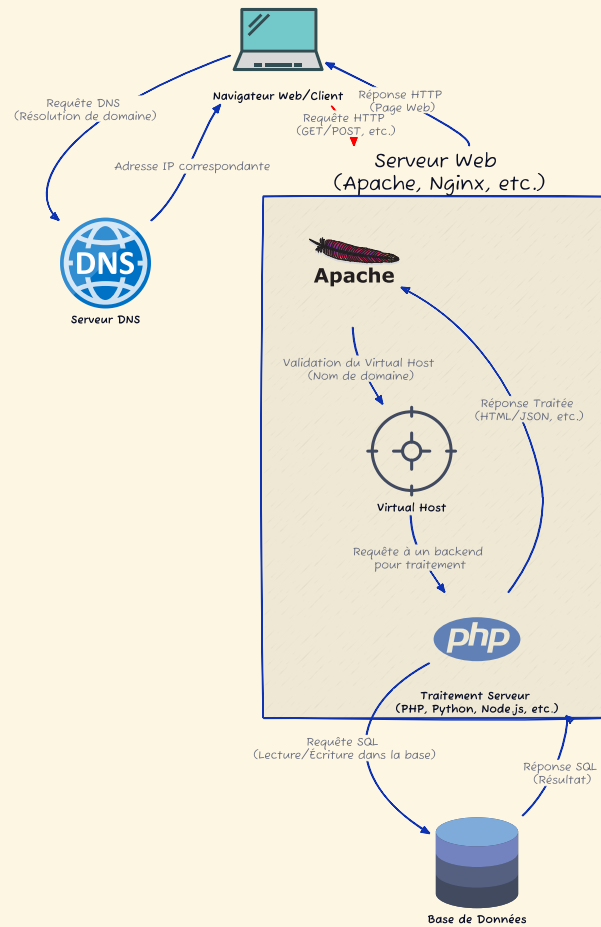 Navigateur Web/Client
Requête DNS
(Résolution de domaine)
Réponse HTTP
(Page Web)
Requête HTTP
(GET/POST, etc.)
Adresse IP correspondante
Serveur Web
(Apache, Nginx, etc.)
DNS
Serveur DNS
Apache
Validation du Virtual Host
(Nom de domaine)
Réponse Traitée
(HTML/JSON, etc.)
Virtual Host
Requête à un backend
pour traitement
php
Traitement Serveur
(PHP, Python, Node.js, etc.)
Requête SQL
(Lecture/Écriture dans la base)
Réponse SQL
(Résultat)
Base de Données